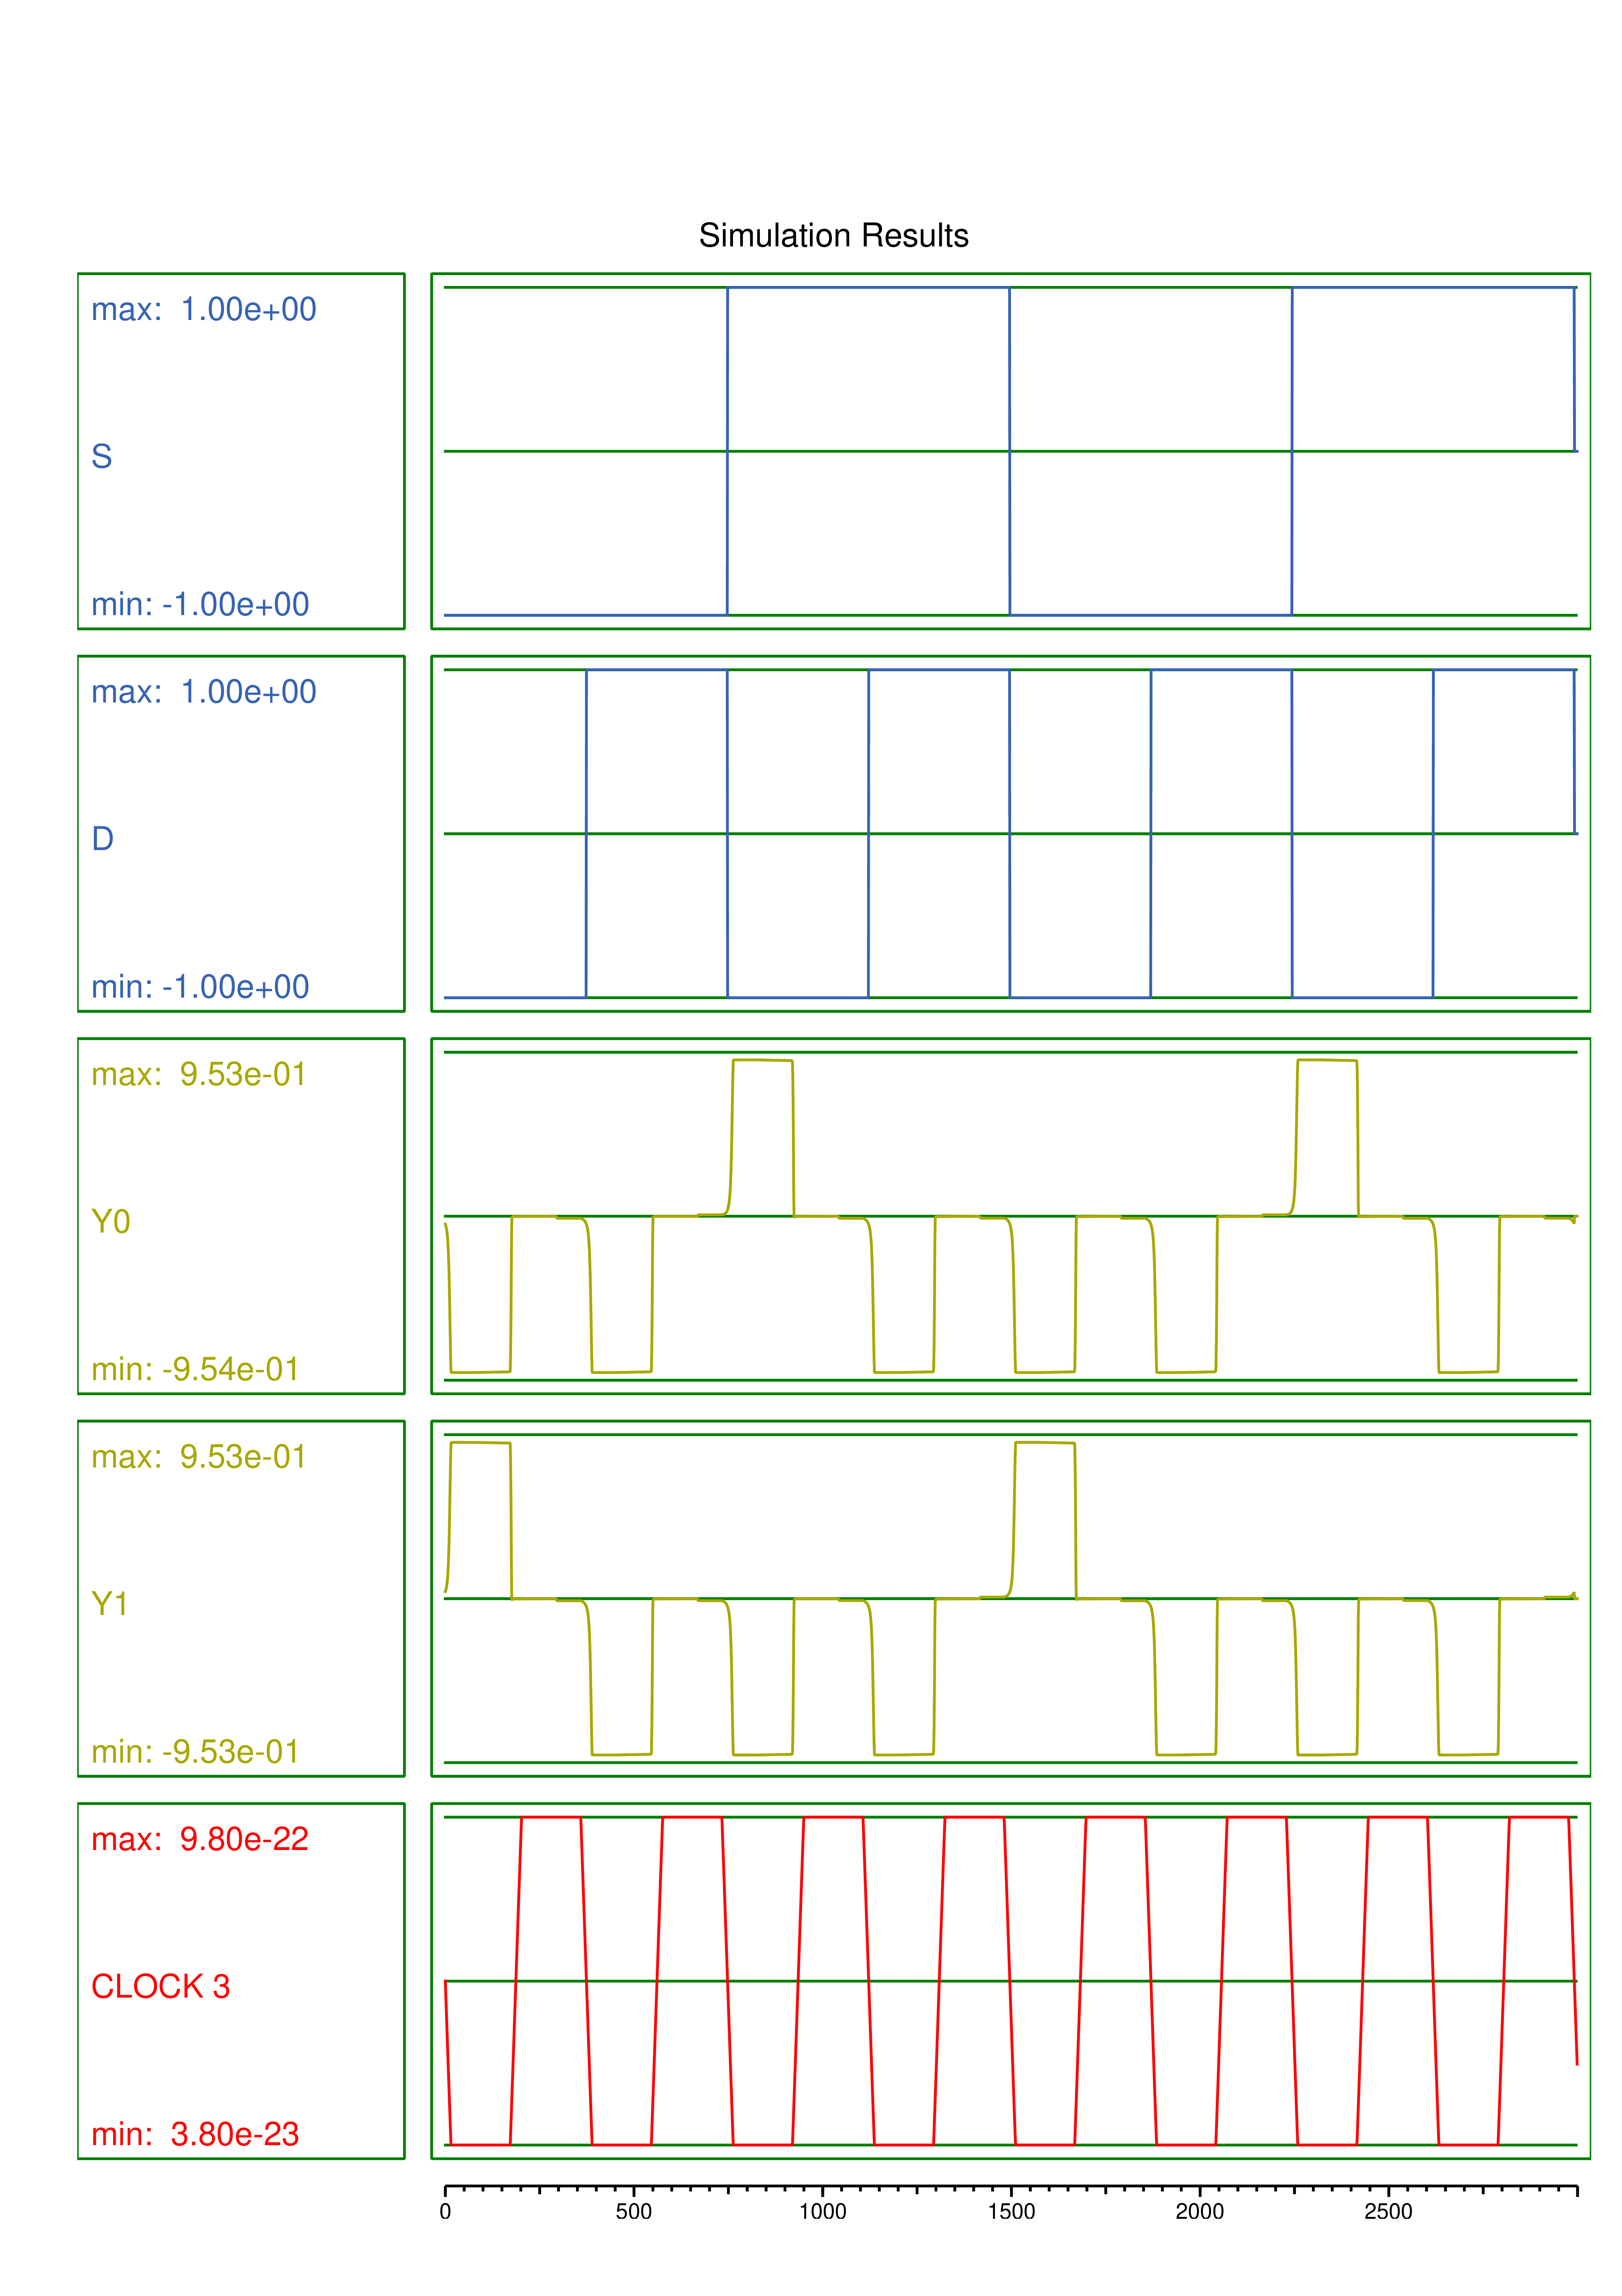 Simulation Results
max: 1.00e+00
S
min: -1.00e+00
max: 1.00e+00
D
min: -1.00e+00
max: 9.53e-01
Y0
min: -9.54e-01
max: 9.53e-01
Y1
min: -9.53e-01
max: 9.80e-22
CLOCK 3
min: 3.80e-23
0 500 1000 1500 2000 2500